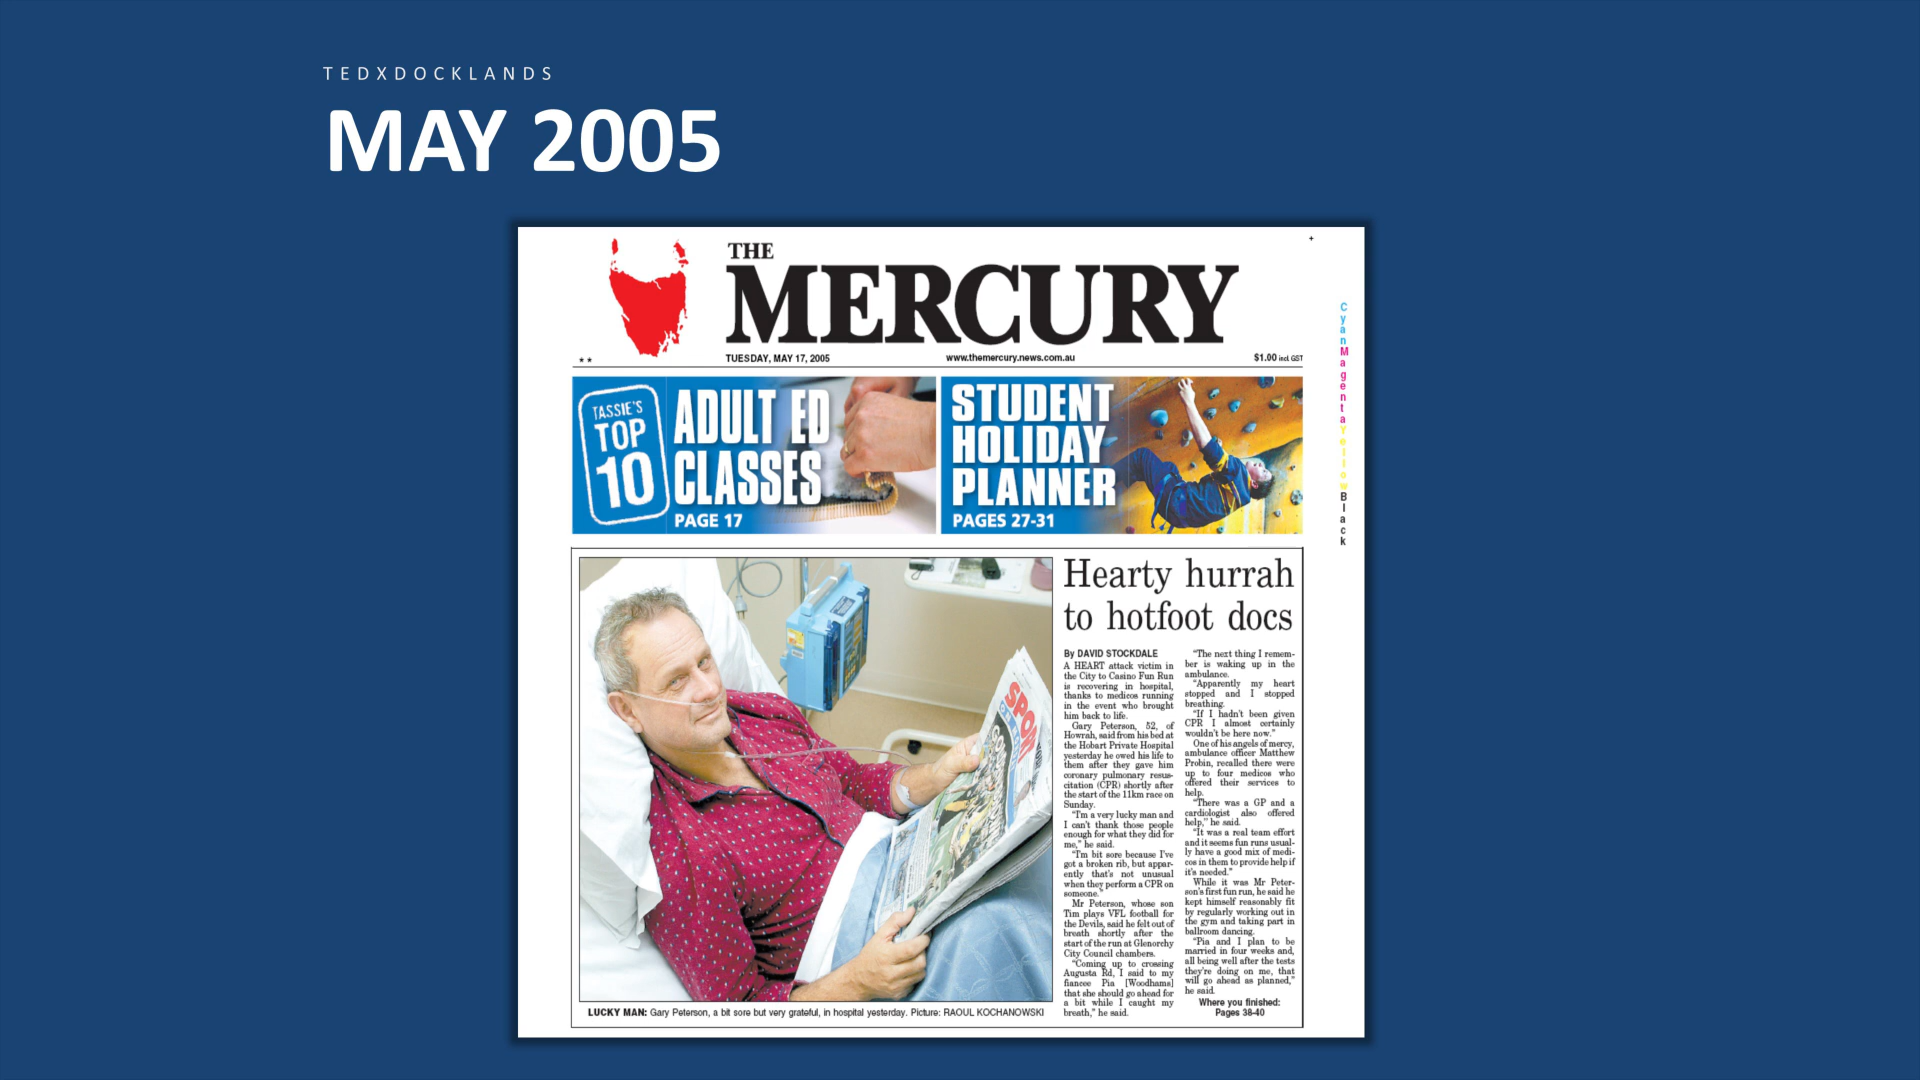 TEDXDOCKLANDS
MAY 2005
THE
MERCURY
★★
TUESDAY, MAY 17, 2005
www.themercury.news.com.au
$1.00 incl. GST
CyanMagentaYellowBlack
TASSIE'S
TOP
10
ADULT ED
CLASSES
PAGE 17
STUDENT
HOLIDAY
PLANNER
PAGES 27-31
SPORT
Hearty hurrah
to hotfoot docs
By DAVID STOCKDALE
A HEART attack victim in
the City to Casino Fun Run
is recovering in hospital,
thanks to medicos running
in the event who brought
him back to life.
Gary Peterson, 52, of
Howrah, said from his bed at
the Hobart Private Hospital
yesterday he owed his life to
them after they gave him
coronary pulmonary resus-
citation (CPR) shortly after
the start of the 11km race on
Sunday.
"I'm a very lucky man and
I can't thank those people
enough for what they did for
me," he said.
"I'm bit sore because I've
got a broken rib, but appar-
ently that's not unusual
when they perform a CPR on
someone."
Mr Peterson, whose son
Tim plays VFL football for
the Devils, said he felt out of
breath shortly after the
start of the run at Glenorchy
City Council chambers.
"Coming up to crossing
Augusta Rd, I said to my
fiancee Pia [Woodhams]
that she should go ahead for
a bit while I caught my
breath," he said.
"The next thing I remem-
ber is waking up in the
ambulance.
"Apparently my heart
stopped and I stopped
breathing.
"If I hadn't been given
CPR I almost certainly
wouldn't be here now."
One of his angels of mercy,
ambulance officer Matthew
Probin, recalled there were
up to four medicos who
offered their services to
help.
"There was a GP and a
cardiologist also offered
help," he said.
"It was a real team effort
and it seems fun runs usual-
ly have a good mix of medi-
cos in them to provide help if
it's needed."
While it was Mr Peter-
son's first fun run, he said he
kept himself reasonably fit
by regularly working out in
the gym and taking part in
ballroom dancing.
"Pia and I plan to be
married in four weeks and,
all being well after the tests
they're doing on me, that
will go ahead as planned,"
he said.
Where you finished:
Pages 38-40
LUCKY MAN: Gary Peterson, a bit sore but very grateful, in hospital yesterday. Picture: RAOUL KOCHANOWSKI